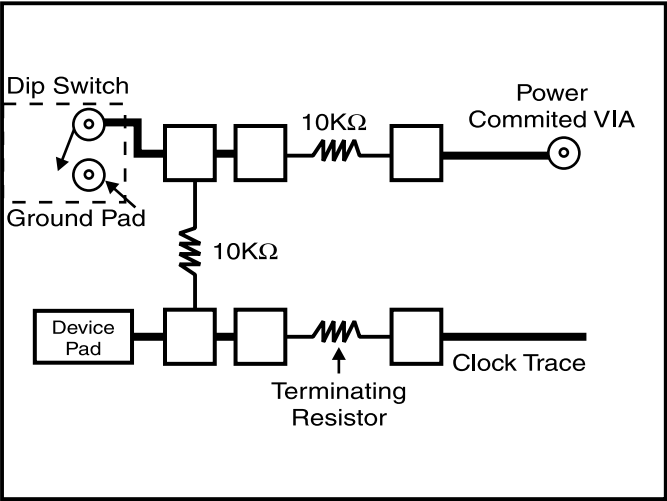 Dip Switch
Power
Commited VIA
10KΩ
Ground Pad
10KΩ
Device
Pad
Clock Trace
Terminating
Resistor